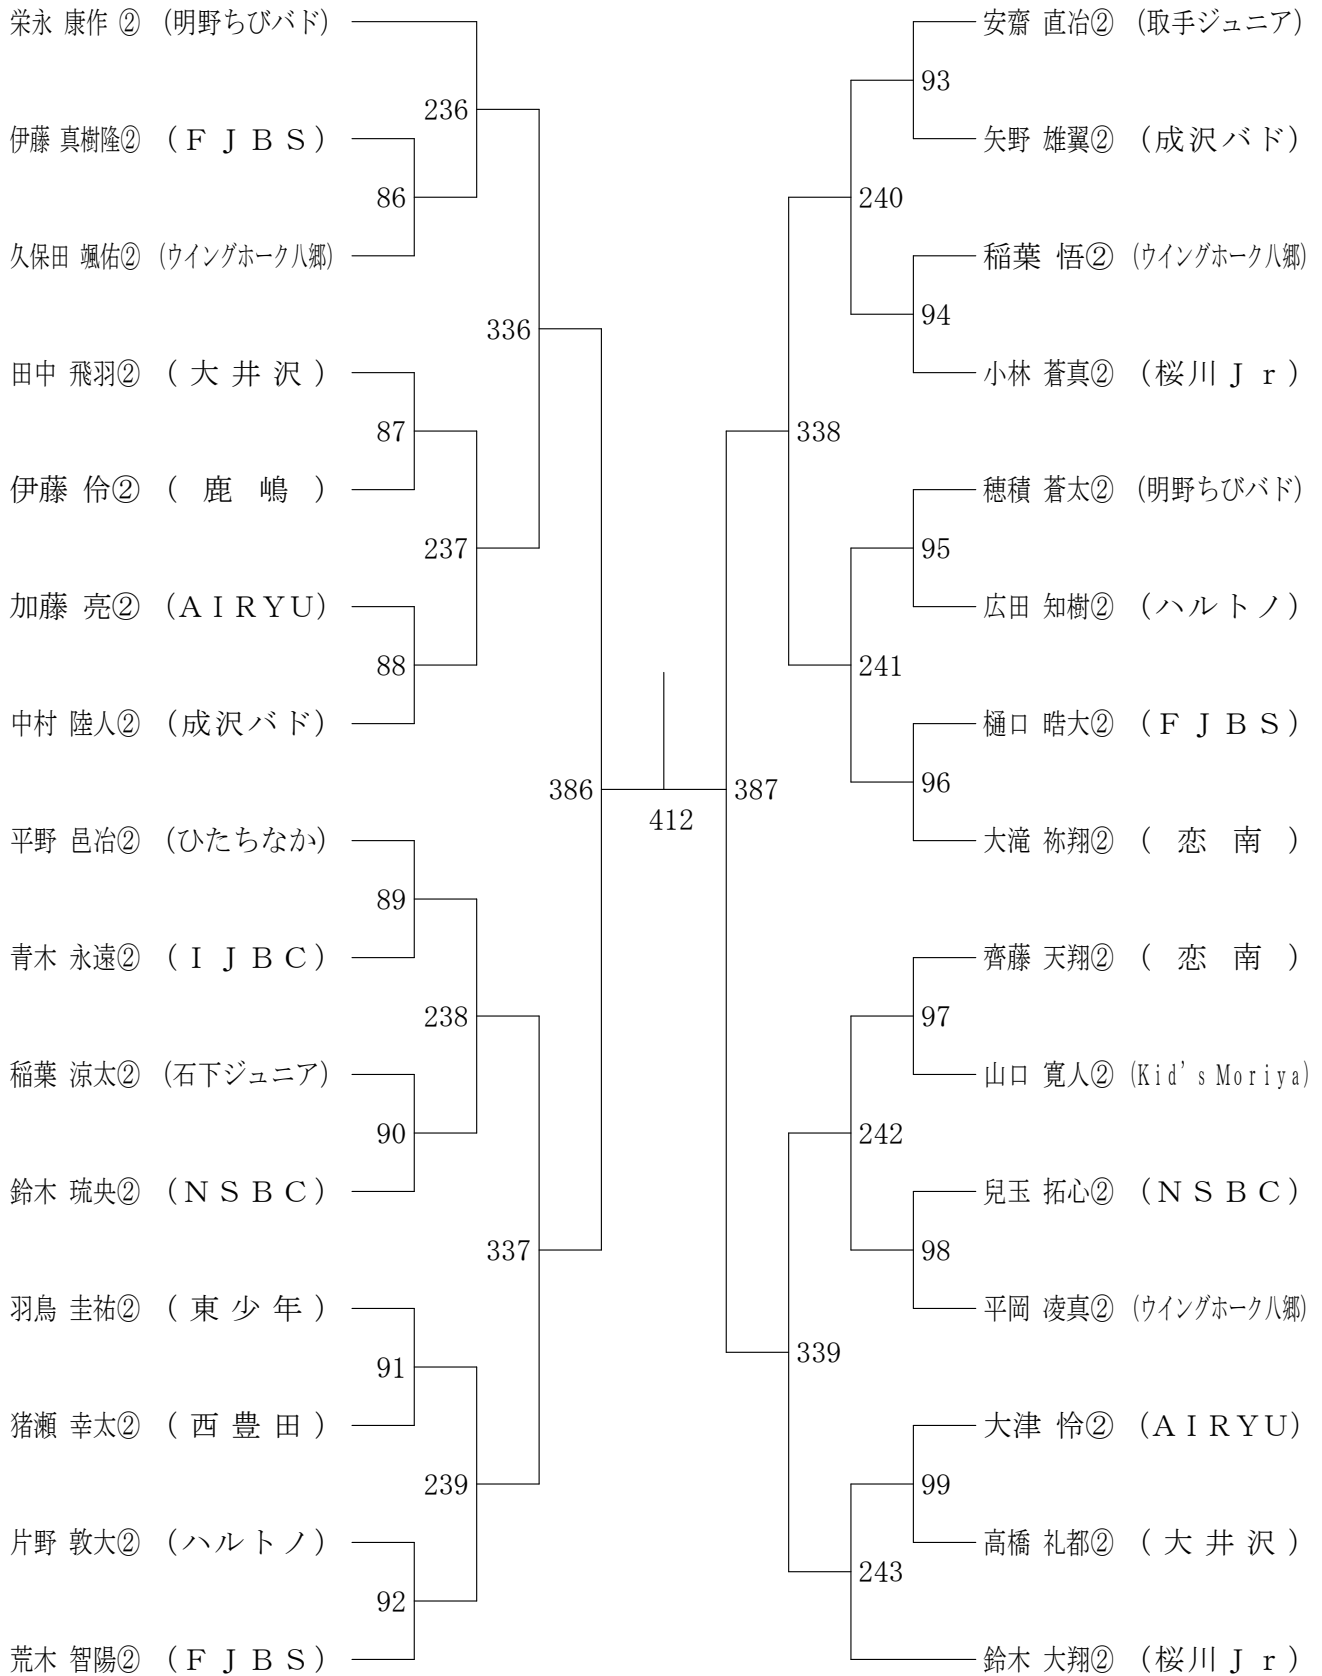 栄永 康作 ② (明野ちびバド)
伊藤 真樹隆② (ＦＪＢＳ)
久保田 颯佑② (ウイングホーク八郷)
田中 飛羽② (大井沢)
伊藤 伶② (鹿嶋)
加藤 亮② (ＡＩＲＹＵ)
中村 陸人② (成沢バド)
平野 邑冶② (ひたちなか)
青木 永遠② (ＩＪＢＣ)
稲葉 涼太② (石下ジュニア)
鈴木 琉央② (ＮＳＢＣ)
羽鳥 圭祐② (東少年)
猪瀬 幸太② (西豊田)
片野 敦大② (ハルトノ)
荒木 智陽② (ＦＪＢＳ)
86
87
88
89
90
91
92
236
237
238
239
336
337
386
412
387
338
339
240
241
242
243
93
94
95
96
97
98
99
安齋 直冶② (取手ジュニア)
矢野 雄翼② (成沢バド)
稲葉 悟② (ウイングホーク八郷)
小林 蒼真② (桜川Ｊｒ)
穂積 蒼太② (明野ちびバド)
広田 知樹② (ハルトノ)
樋口 晧大② (ＦＪＢＳ)
大滝 祢翔② (恋南)
齊藤 天翔② (恋南)
山口 寛人② (Kid’s Moriya)
兒玉 拓心② (ＮＳＢＣ)
平岡 凌真② (ウイングホーク八郷)
大津 怜② (ＡＩＲＹＵ)
高橋 礼都② (大井沢)
鈴木 大翔② (桜川Ｊｒ)